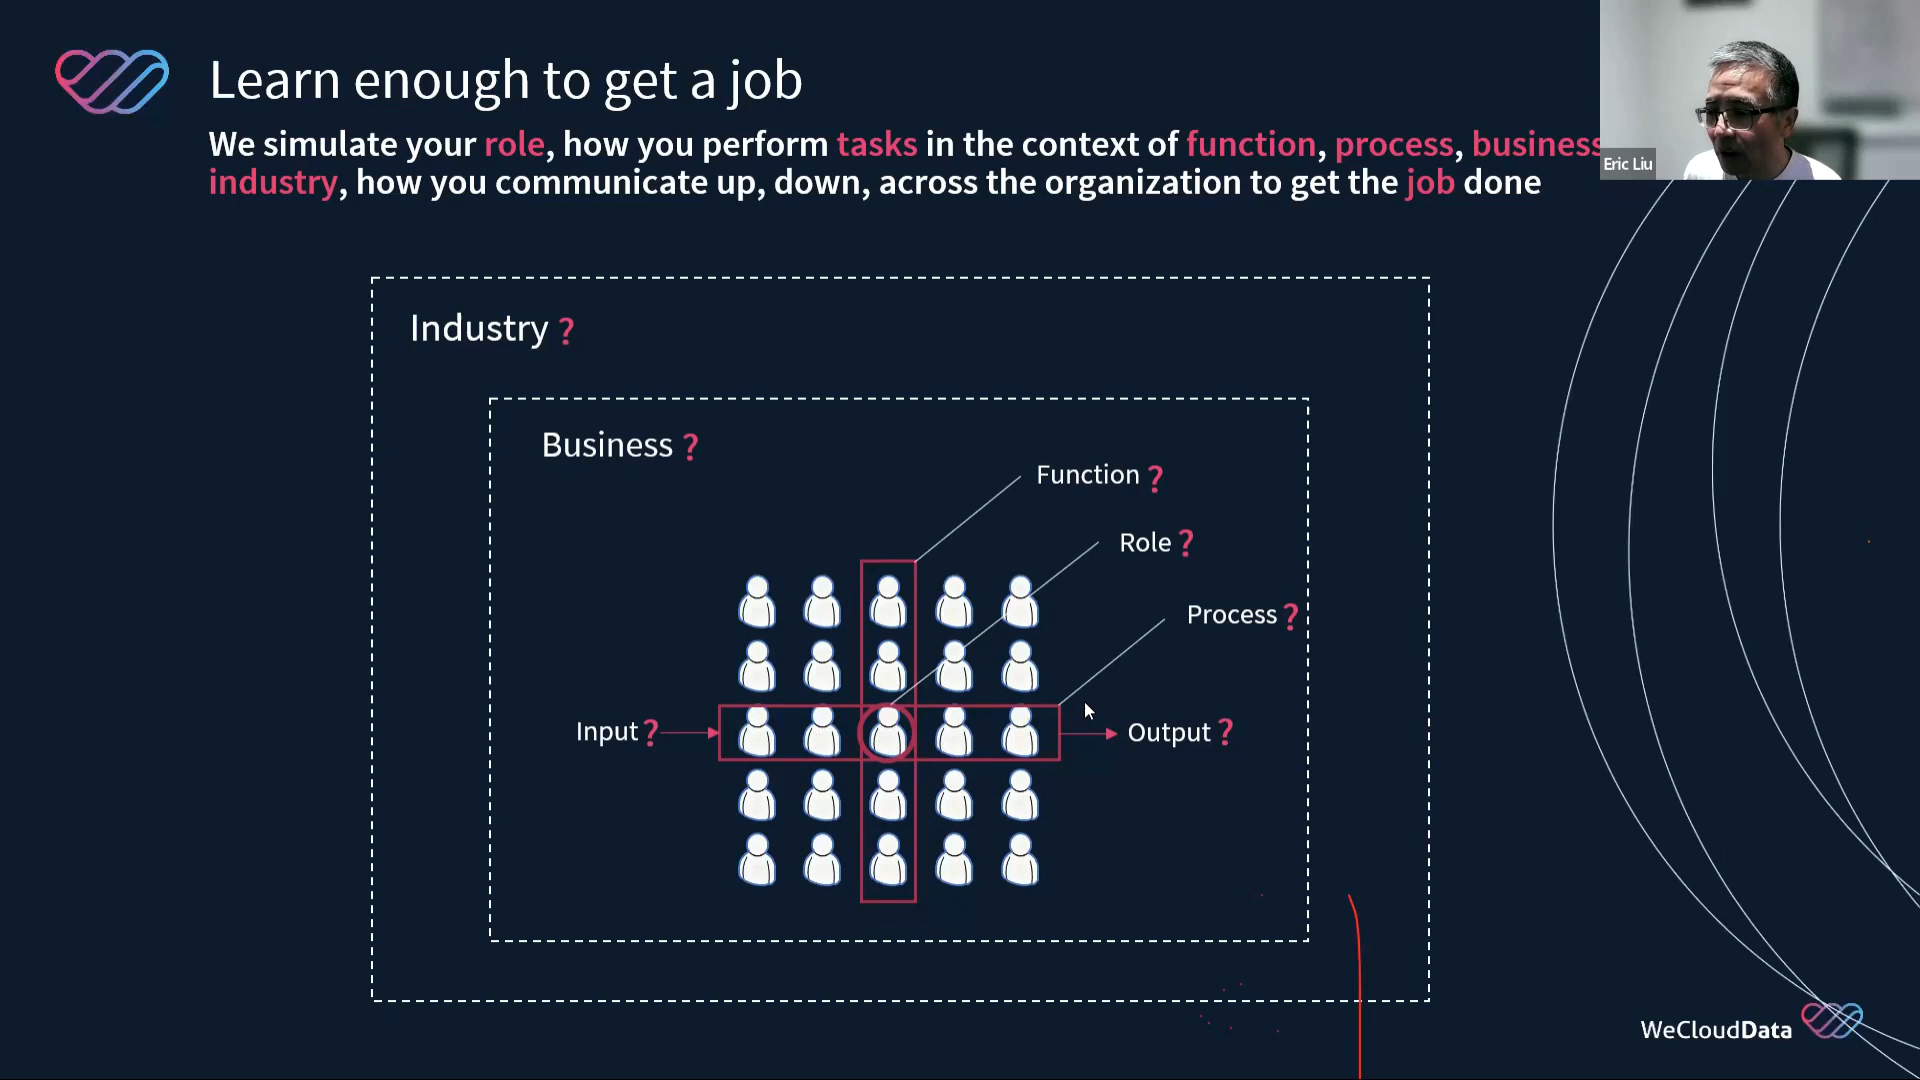 Learn enough to get a job
We simulate your role, how you perform tasks in the context of function, process, business
industry, how you communicate up, down, across the organization to get the job done
Eric Liu
Industry ?
Business ?
Function ?
Role ?
Process ?
Input ?
Output ?
WeCloudData